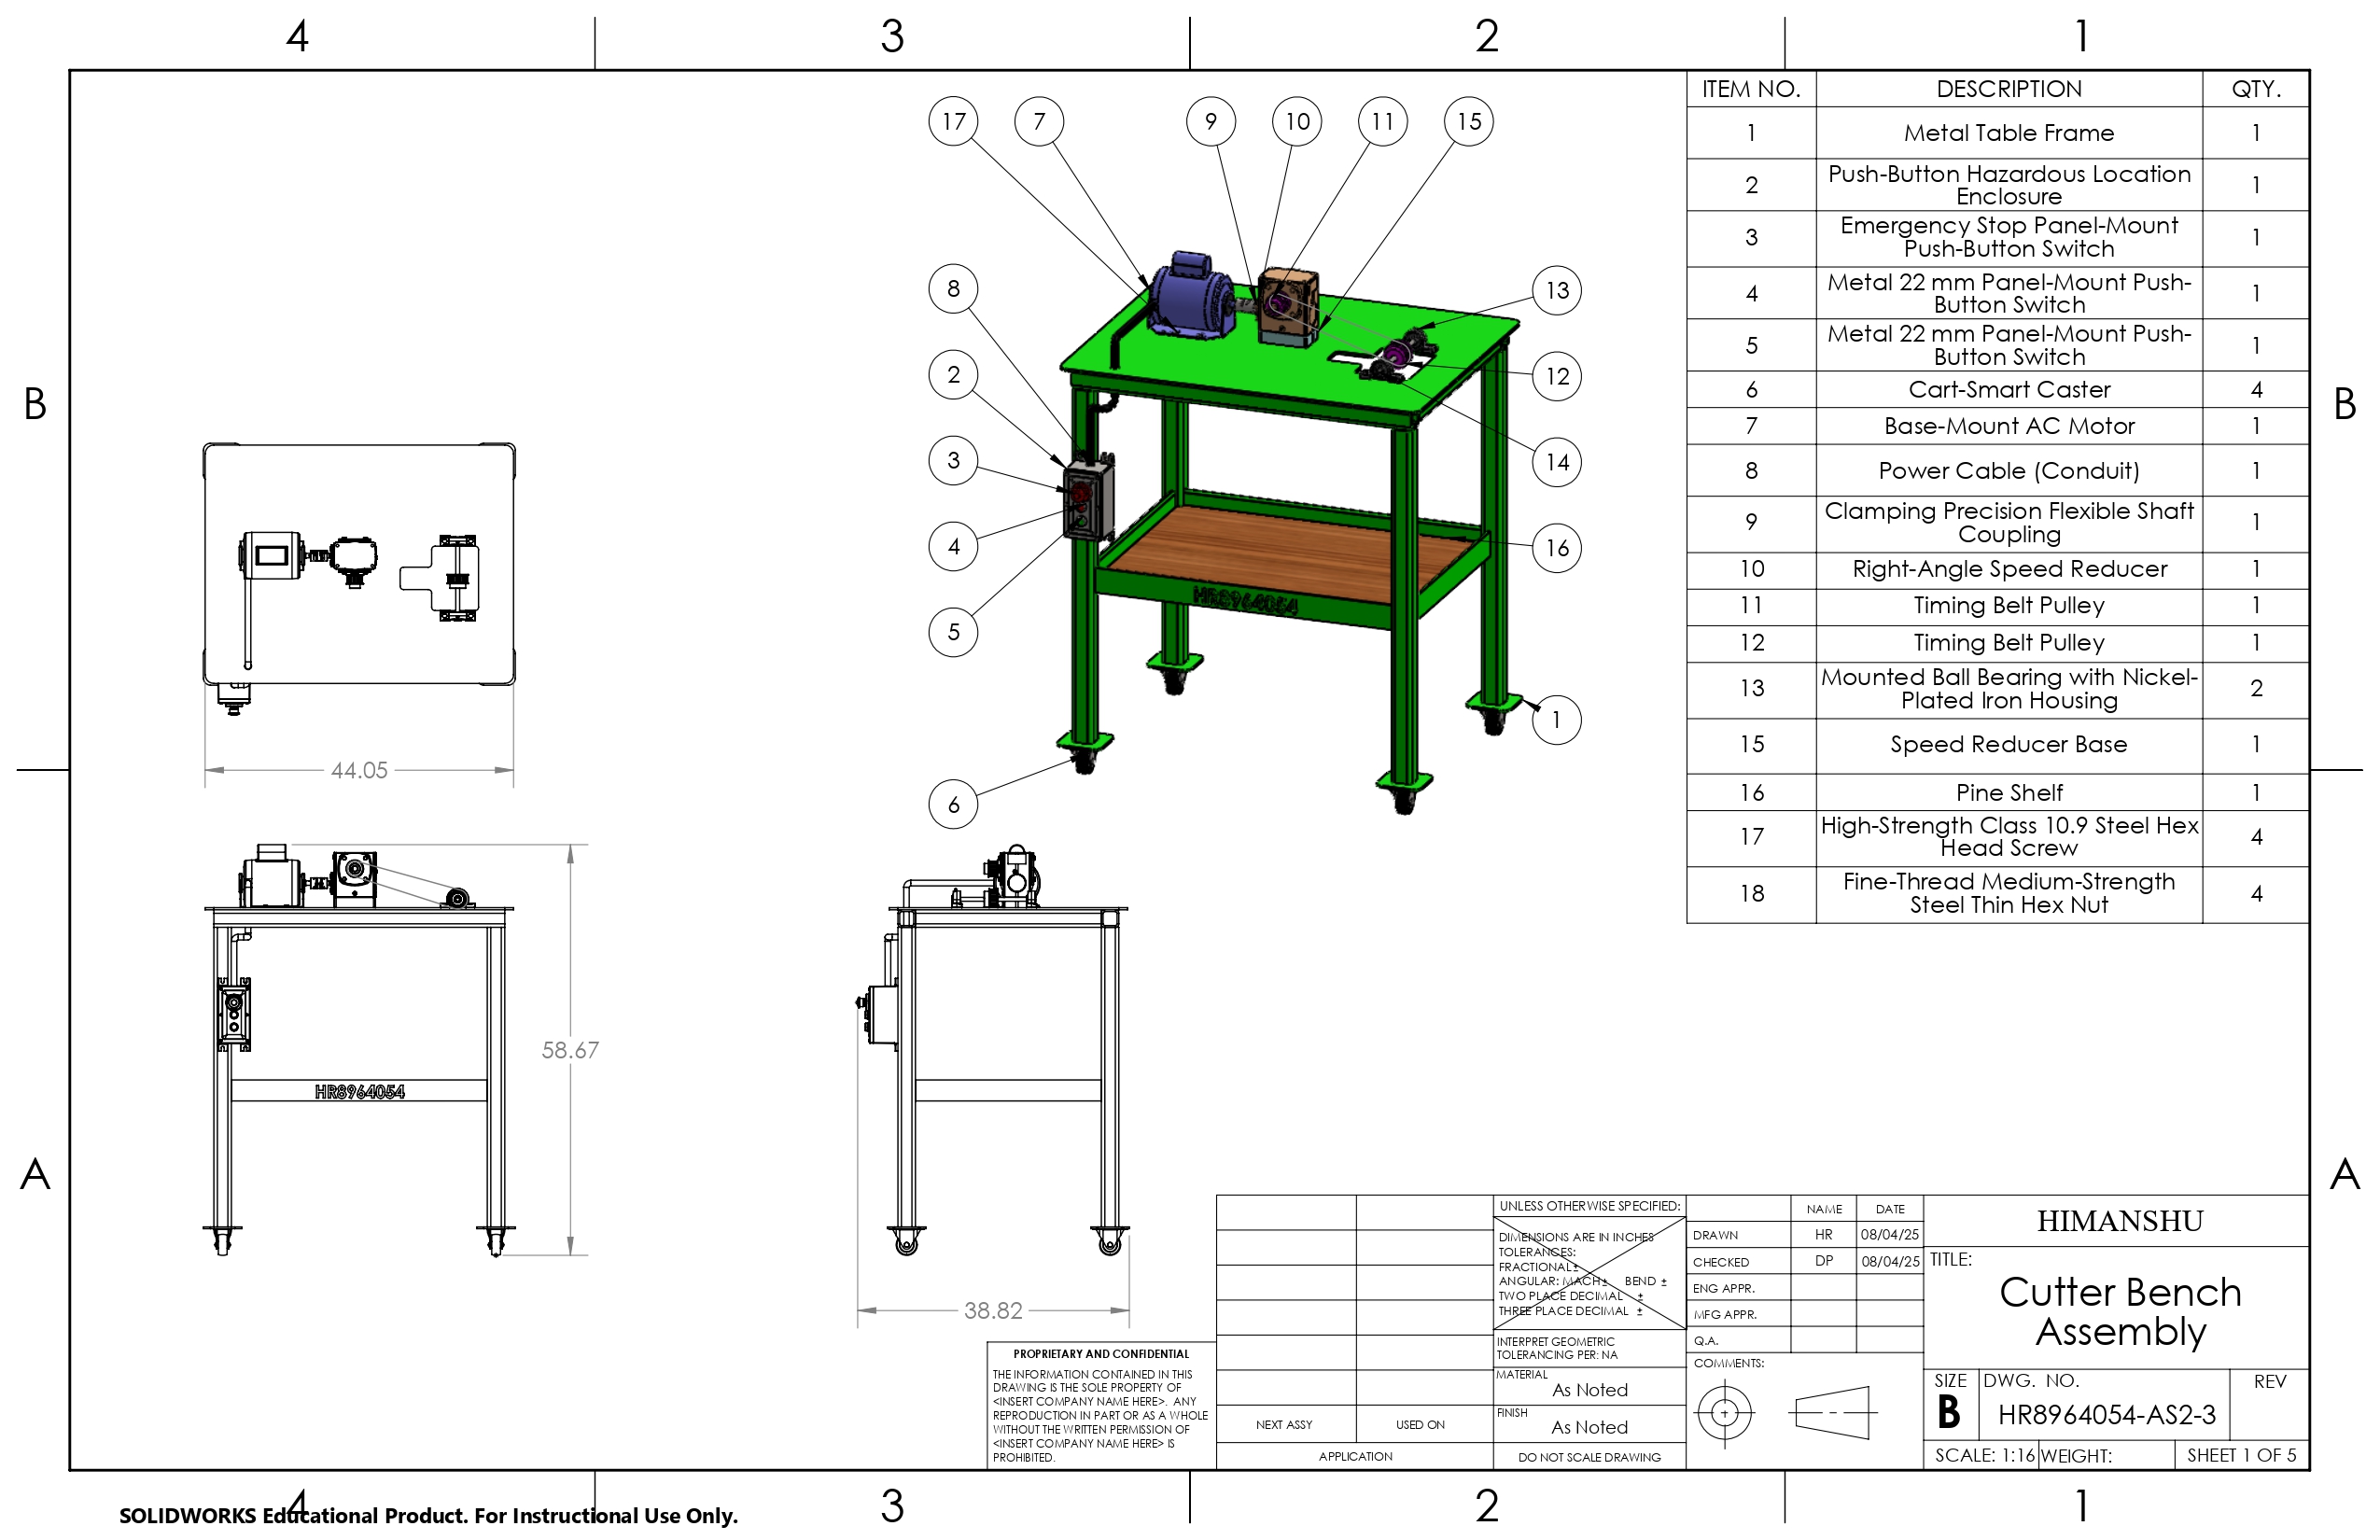 4 3 2 1
17 7 9 10 11 15
8
2
3
4
5
6
13
12
14
16
1
HR8964054
B
B
A
A
ITEM NO. DESCRIPTION QTY.
1 Metal Table Frame 1
2 Push-Button Hazardous Location
Enclosure 1
3 Emergency Stop Panel-Mount
Push-Button Switch 1
4 Metal 22 mm Panel-Mount Push-
Button Switch 1
5 Metal 22 mm Panel-Mount Push-
Button Switch 1
6 Cart-Smart Caster 4
7 Base-Mount AC Motor 1
8 Power Cable (Conduit) 1
9 Clamping Precision Flexible Shaft
Coupling 1
10 Right-Angle Speed Reducer 1
11 Timing Belt Pulley 1
12 Timing Belt Pulley 1
13 Mounted Ball Bearing with Nickel-
Plated Iron Housing 2
15 Speed Reducer Base 1
16 Pine Shelf 1
17 High-Strength Class 10.9 Steel Hex
Head Screw 4
18 Fine-Thread Medium-Strength
Steel Thin Hex Nut 4
44.05
58.67
HR8964054
38.82
PROPRIETARY AND CONFIDENTIAL
THE INFORMATION CONTAINED IN THIS
DRAWING IS THE SOLE PROPERTY OF
<INSERT COMPANY NAME HERE>. ANY
REPRODUCTION IN PART OR AS A WHOLE
WITHOUT THE WRITTEN PERMISSION OF
<INSERT COMPANY NAME HERE> IS
PROHIBITED.
NEXT ASSY USED ON
APPLICATION
UNLESS OTHERWISE SPECIFIED:
DIMENSIONS ARE IN INCHES
TOLERANCES:
FRACTIONAL±
ANGULAR: MACH± BEND ±
TWO PLACE DECIMAL ±
THREE PLACE DECIMAL ±
INTERPRET GEOMETRIC
TOLERANCING PER: NA
MATERIAL
As Noted
FINISH
As Noted
DO NOT SCALE DRAWING
NAME DATE
DRAWN HR 08/04/25
CHECKED DP 08/04/25
ENG APPR.
MFG APPR.
Q.A.
COMMENTS:
HIMANSHU
TITLE:
Cutter Bench
Assembly
SIZE DWG. NO. REV
B HR8964054-AS2-3
SCALE: 1:16 WEIGHT: SHEET 1 OF 5
4 3 2 1
SOLIDWORKS Educational Product. For Instructional Use Only.